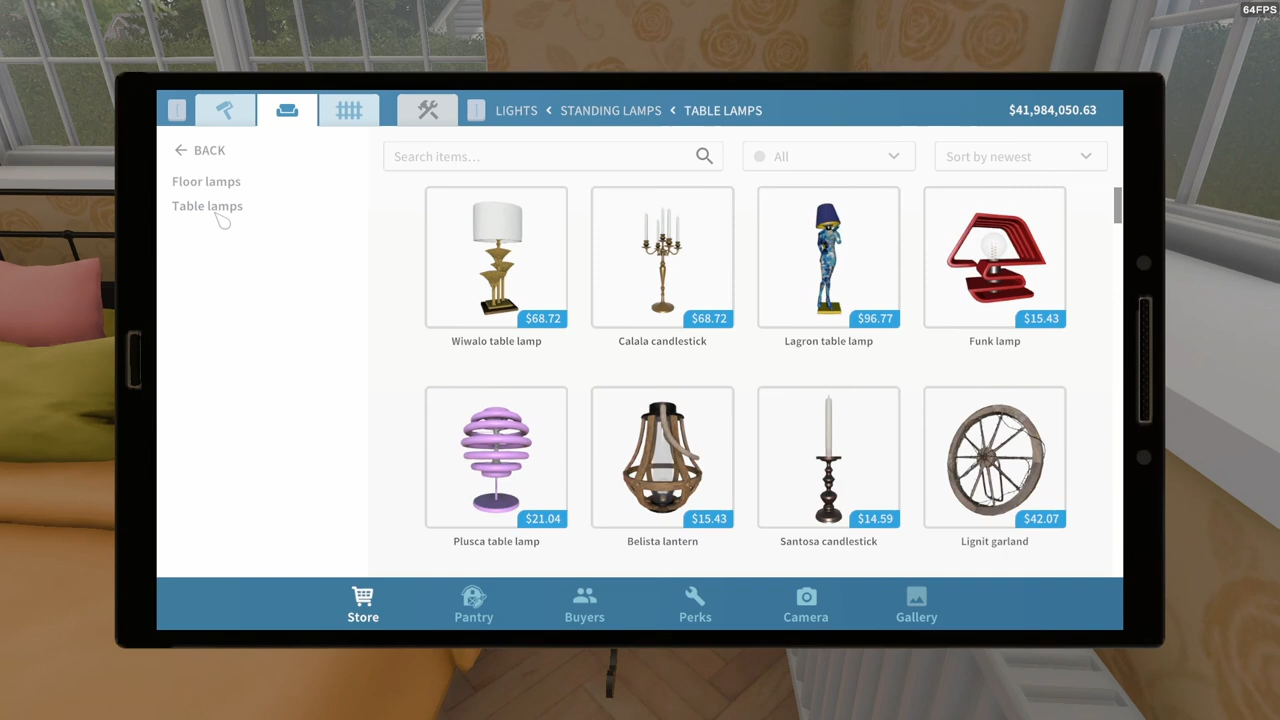 64FPS
LIGHTS < STANDING LAMPS < TABLE LAMPS
$41,984,050.63
BACK
Floor lamps
Table lamps
Search items...
All
Sort by newest
$68.72
$68.72
$96.77
$15.43
Wiwalo table lamp
Calala candlestick
Lagron table lamp
Funk lamp
$21.04
$15.43
$14.59
$42.07
Plusca table lamp
Belista lantern
Santosa candlestick
Lignit garland
Store
Pantry
Buyers
Perks
Camera
Gallery